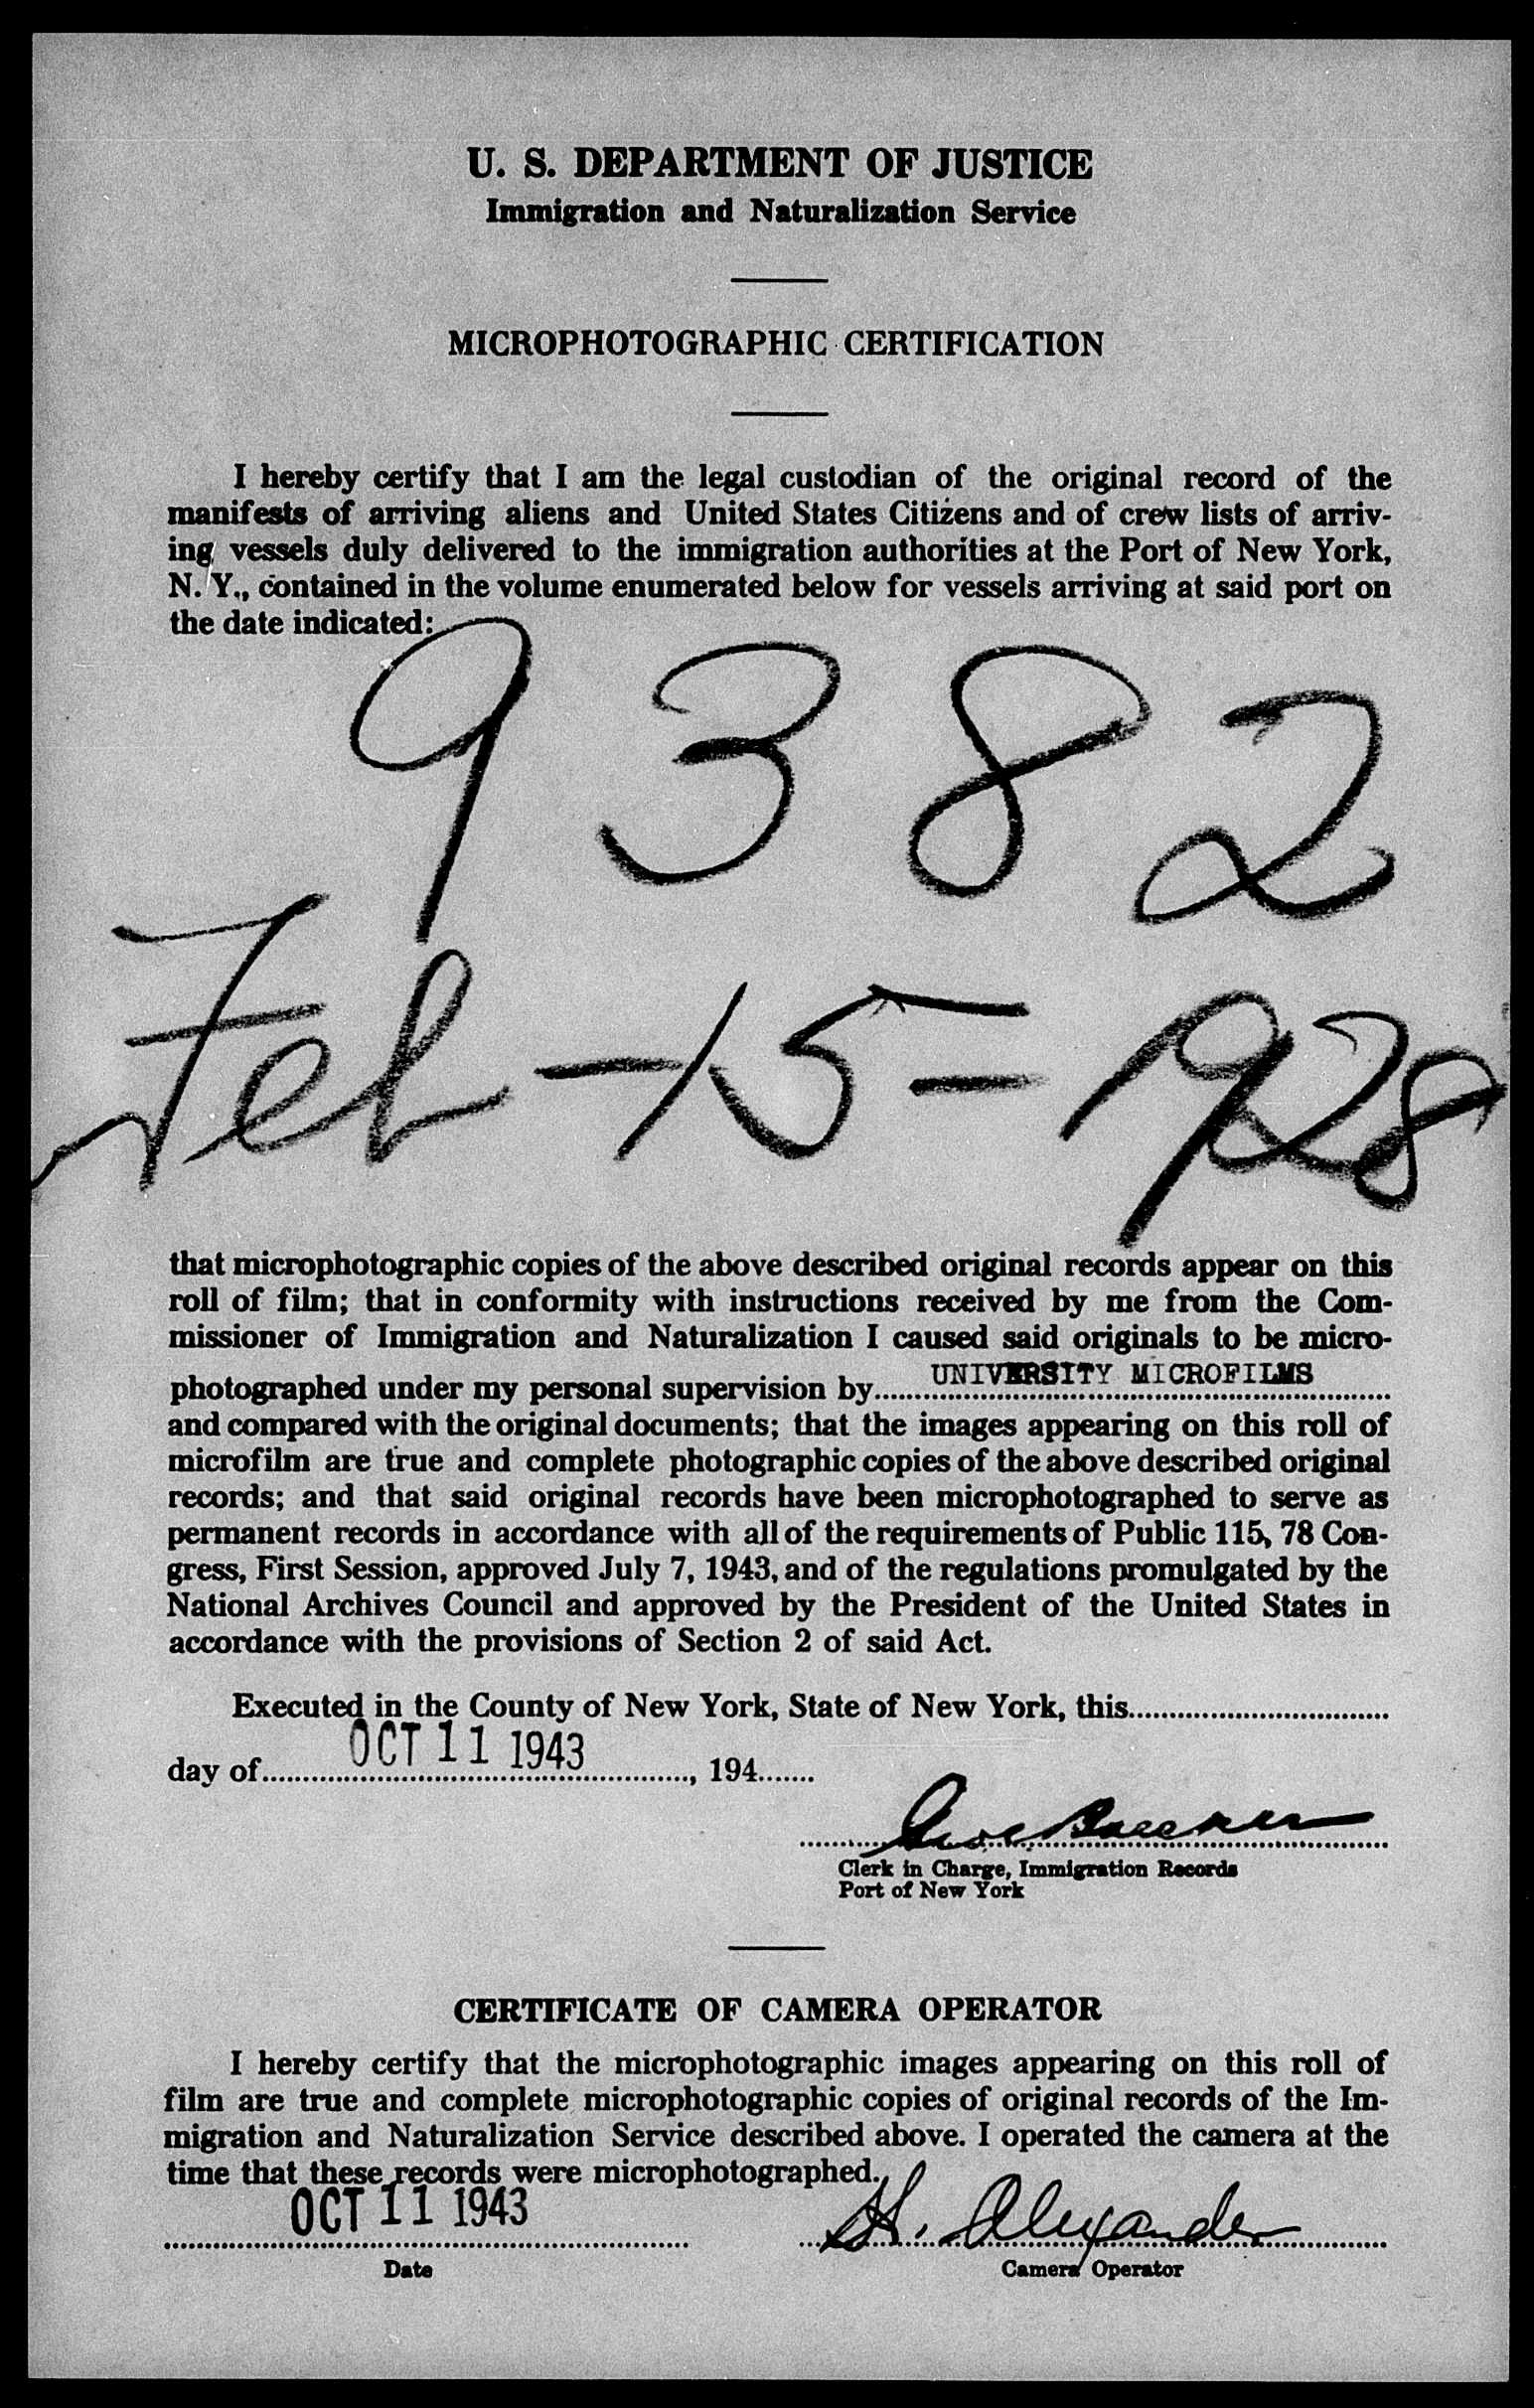 U. S. DEPARTMENT OF JUSTICE
Immigration and Naturalization Service
MICROPHOTOGRAPHIC CERTIFICATION
I hereby certify that I am the legal custodian of the original record of the
manifests of arriving aliens and United States Citizens and of crew lists of arriv-
ing vessels duly delivered to the immigration authorities at the Port of New York,
N. Y., contained in the volume enumerated below for vessels arriving at said port on
the date indicated:
9382
Feb - 15 - 1928
that microphotographic copies of the above described original records appear on this
roll of film; that in conformity with instructions received by me from the Com-
missioner of Immigration and Naturalization I caused said originals to be micro-
photographed under my personal supervision by UNIVERSITY MICROFILMS
and compared with the original documents; that the images appearing on this roll of
microfilm are true and complete photographic copies of the above described original
records; and that said original records have been microphotographed to serve as
permanent records in accordance with all of the requirements of Public 115, 78 Con-
gress, First Session, approved July 7, 1943, and of the regulations promulgated by the
National Archives Council and approved by the President of the United States in
accordance with the provisions of Section 2 of said Act.
Executed in the County of New York, State of New York, this
day of OCT 11 1943, 194
Clerk in Charge, Immigration Records
Port of New York
CERTIFICATE OF CAMERA OPERATOR
I hereby certify that the microphotographic images appearing on this roll of
film are true and complete microphotographic copies of original records of the Im-
migration and Naturalization Service described above. I operated the camera at the
time that these records were microphotographed.
OCT 11 1943 H. Alexander
Date Camera Operator